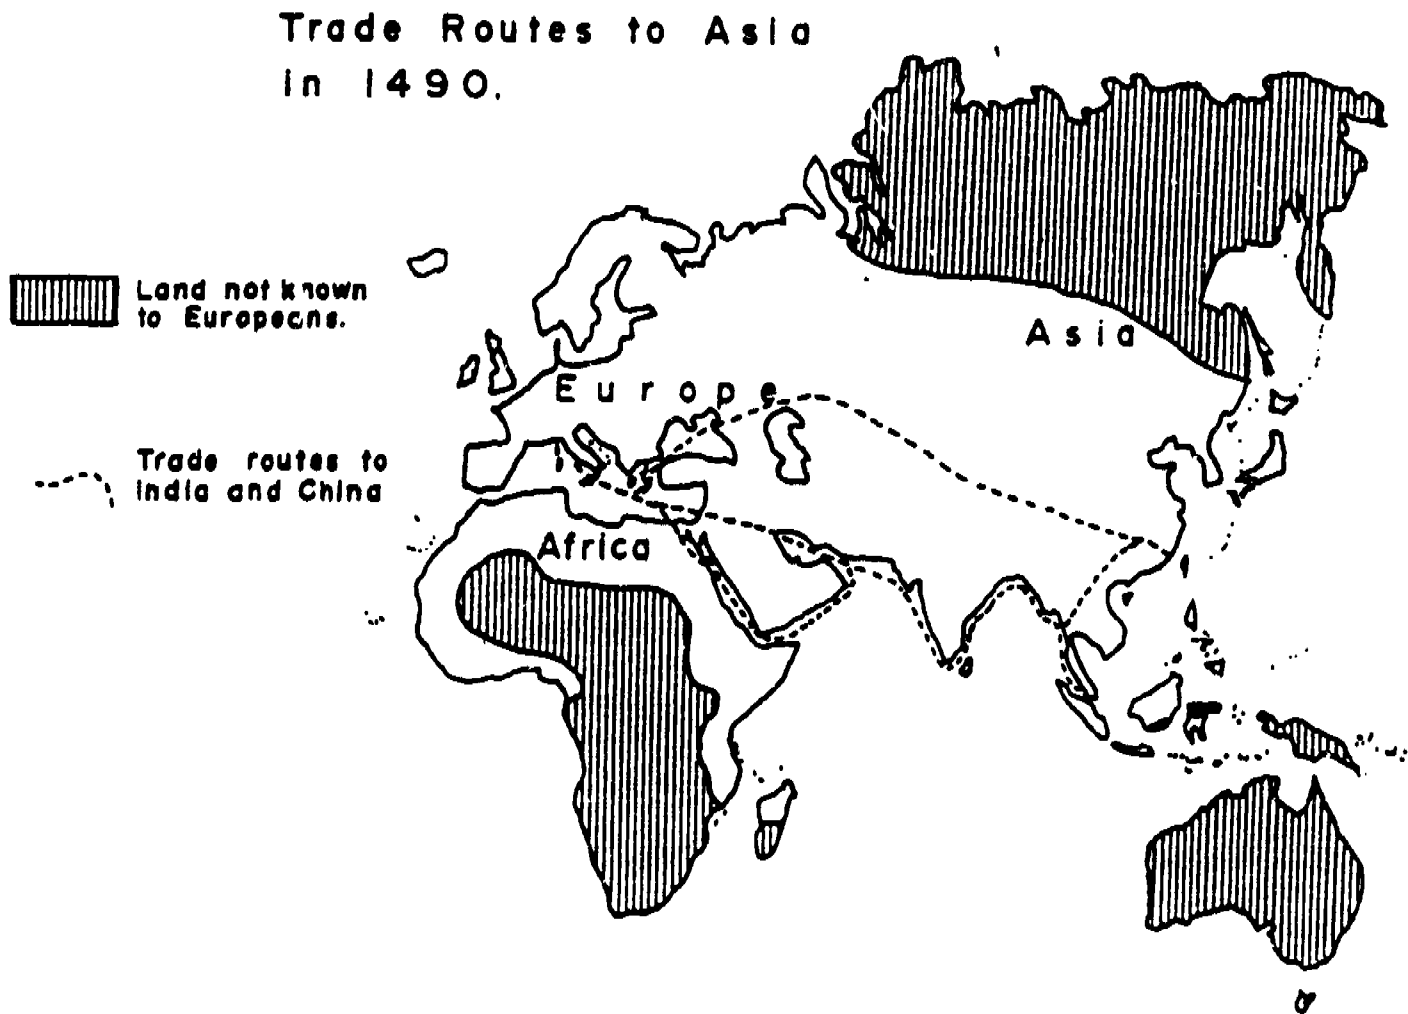 Trade Routes to Asia
in 1490.
Land not known
to Europeans.
Europe
Asia
Trade routes to
India and China
Africa